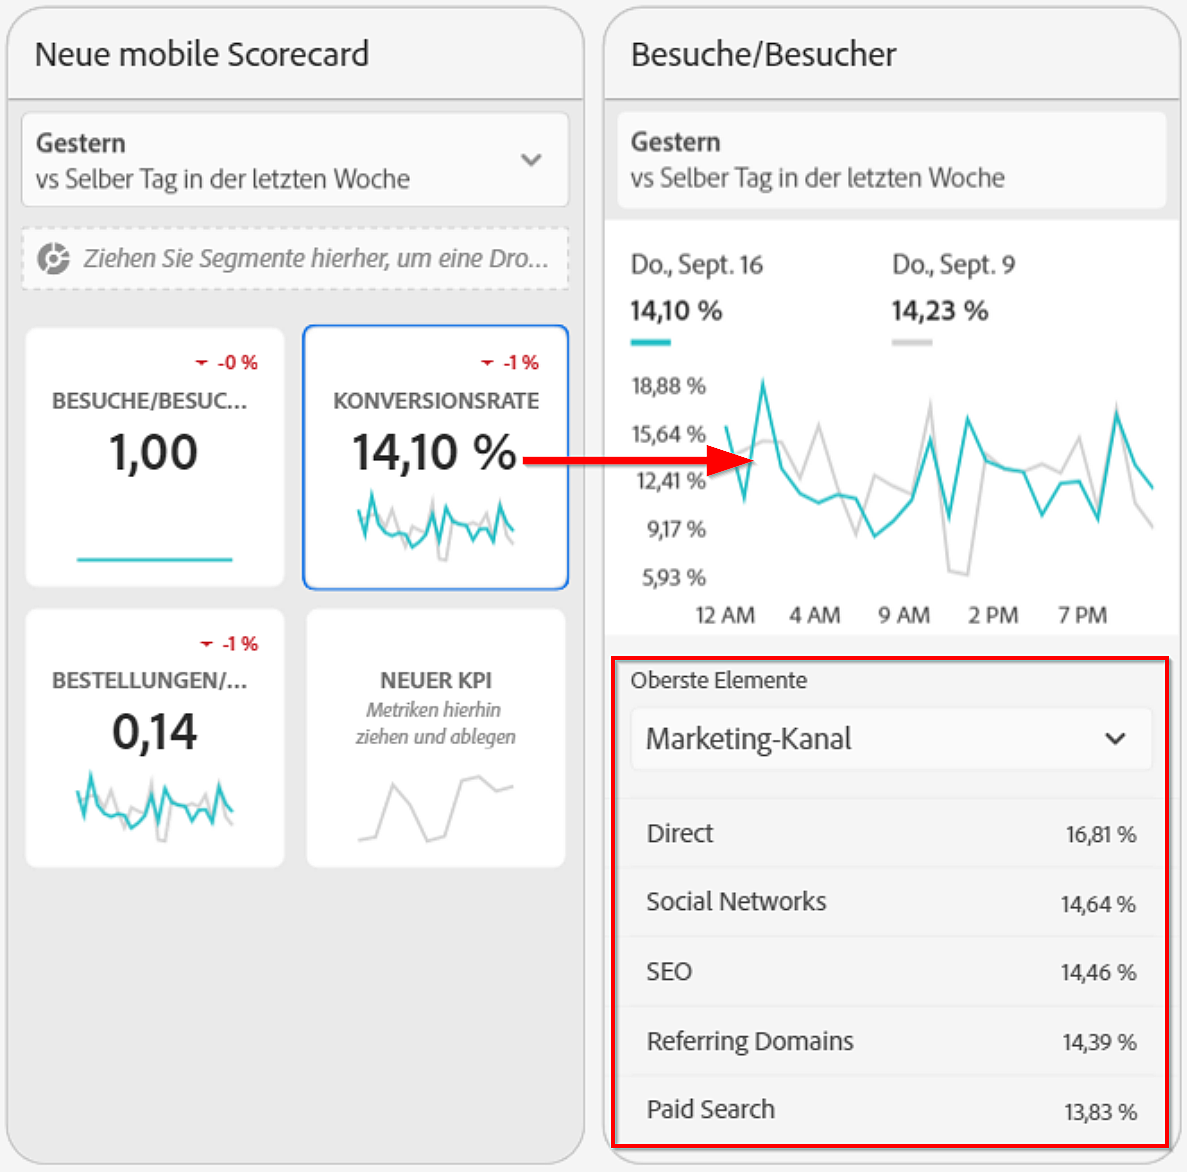 Neue mobile Scorecard
Gestern
vs Selber Tag in der letzten Woche
Ziehen Sie Segmente hierher, um eine Dro...
-0 %
BESUCHE/BESUC...
1,00
-1 %
KONVERSIONSRATE
14,10 %
-1 %
BESTELLUNGEN/...
0,14
NEUER KPI
Metriken hierhin
ziehen und ablegen
Besuche/Besucher
Gestern
vs Selber Tag in der letzten Woche
Do., Sept. 16
14,10 %
Do., Sept. 9
14,23 %
18,88 %
15,64 %
12,41 %
9,17 %
5,93 %
12 AM 4 AM 9 AM 2 PM 7 PM
Oberste Elemente
Marketing-Kanal
Direct 16,81 %
Social Networks 14,64 %
SEO 14,46 %
Referring Domains 14,39 %
Paid Search 13,83 %